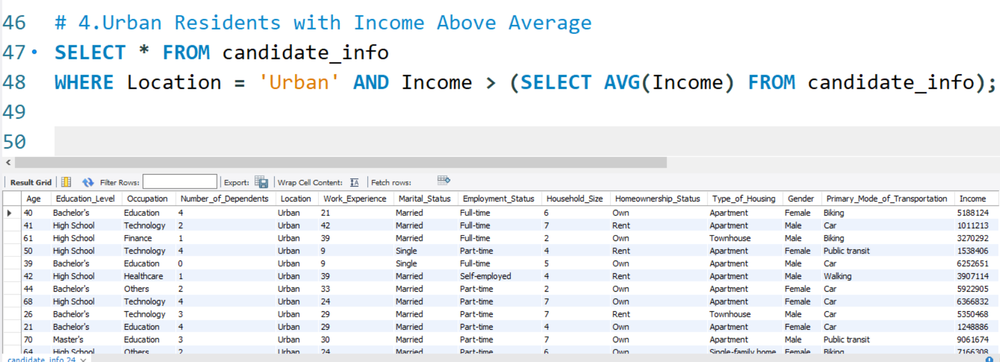 46 # 4.Urban Residents with Income Above Average
47 SELECT * FROM candidate_info
48 WHERE Location = 'Urban' AND Income > (SELECT AVG(Income) FROM candidate_info);
49
50
Result Grid Filter Rows: Export: Wrap Cell Content: IA Fetch rows:
Age Education_Level Occupation Number_of_Dependents Location Work_Experience Marital_Status Employment_Status Household_Size Homeownership_Status Type_of_Housing Gender Primary_Mode_of_Transportation Income
40 Bachelor's Education 4 Urban 21 Married Full-time 6 Own Apartment Female Biking 5188124
41 High School Technology 2 Urban 42 Married Full-time 7 Rent Apartment Male Car 1011213
61 High School Finance 1 Urban 39 Married Full-time 2 Own Townhouse Male Biking 3270292
50 High School Technology 4 Urban 9 Single Part-time 4 Rent Apartment Female Public transit 1538406
39 Bachelor's Education 0 Urban 9 Single Full-time 5 Own Apartment Male Car 6252651
42 High School Healthcare 1 Urban 39 Married Self-employed 4 Rent Apartment Male Walking 3907114
44 Bachelor's Others 2 Urban 33 Married Part-time 2 Own Apartment Female Car 5922905
68 High School Technology 4 Urban 24 Married Part-time 7 Own Apartment Female Car 6366832
26 Bachelor's Technology 3 Urban 29 Married Part-time 7 Rent Townhouse Male Car 5350468
21 Bachelor's Education 4 Urban 29 Married Part-time 4 Own Apartment Female Car 1248886
70 Master's Education 3 Urban 30 Married Part-time 7 Own Apartment Male Public transit 9061674
64 High School Others 2 Urban 24 Married Part-time 6 Own Single-family home Female Biking 7166308
candidate_info 24